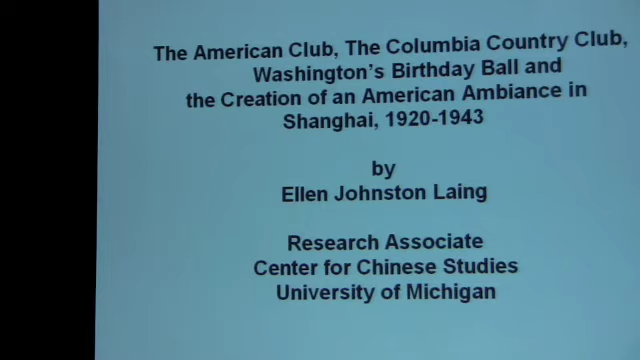 The American Club, The Columbia Country Club,
Washington's Birthday Ball and
the Creation of an American Ambiance in
Shanghai, 1920-1943
by
Ellen Johnston Laing
Research Associate
Center for Chinese Studies
University of Michigan